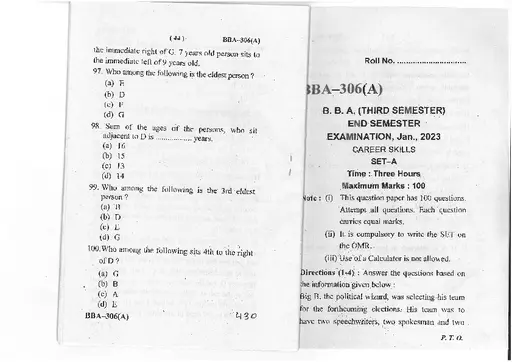 ( 44 ) BBA-306(A)
the immediate right of G. 7 years old person sits to
the immediate left of 9 years old.
97. Who among the following is the eldest person ?
(a) E
(b) D
(c) F
(d) G
98. Sum of the ages of the persons, who sit
adjacent to D is ............... years.
(a) 16
(b) 15
(c) 13
(d) 14
99. Who among the following is the 3rd eldest
person ?
(a) B
(b) D
(c) E
(d) G
100. Who among the following sits 4th to the right
of D ?
(a) G
(b) B
(c) A
(d) E
BBA-306(A) 430
Roll No. ..............................
BBA–306(A)
B. B. A. (THIRD SEMESTER)
END SEMESTER
EXAMINATION, Jan., 2023
CAREER SKILLS
SET–A
Time : Three Hours
Maximum Marks : 100
Note : (i) This question paper has 100 questions.
Attempt all questions. Each question
carries equal marks.
(ii) It is compulsory to write the SET on
the OMR.
(iii) Use of a Calculator is not allowed.
Directions (1-4) : Answer the questions based on
the information given below :
Big B, the political wizard, was selecting his team
for the forthcoming elections. His team was to
have two speechwriters, two spokesman and two
P. T. O.